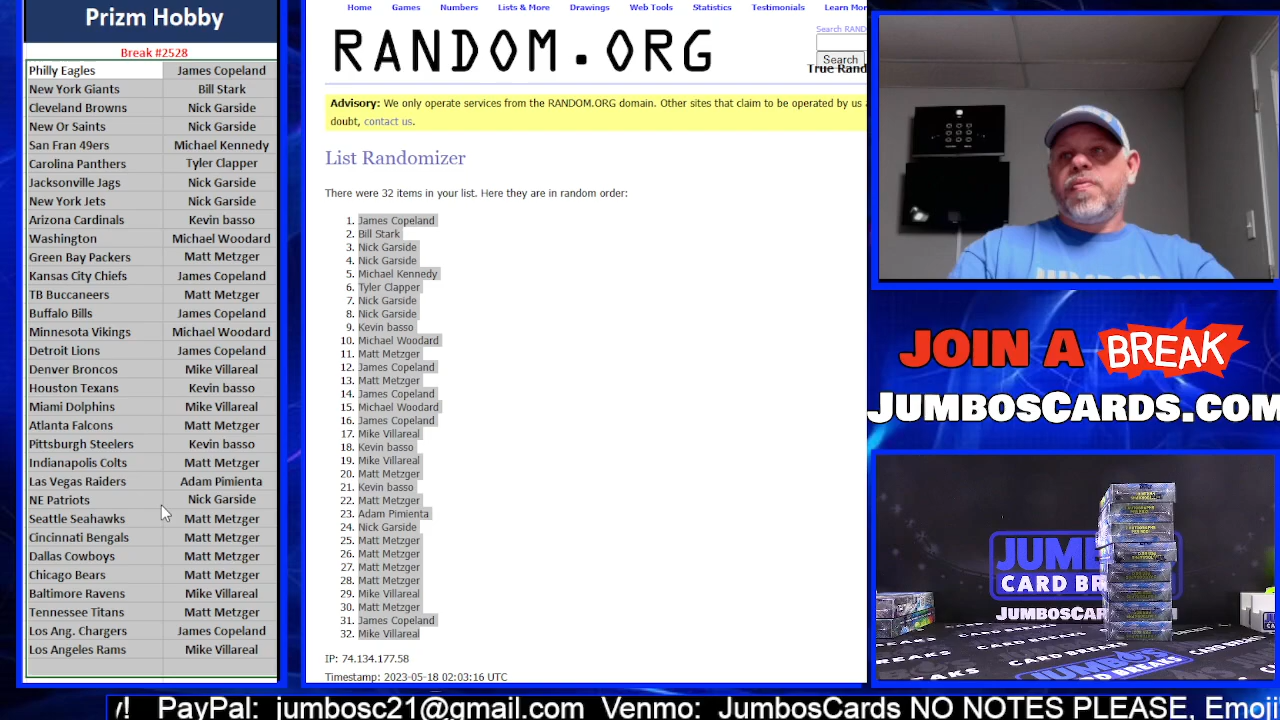 Prizm Hobby
Break #2528
Philly Eagles James Copeland
New York Giants Bill Stark
Cleveland Browns Nick Garside
New Or Saints Nick Garside
San Fran 49ers Michael Kennedy
Carolina Panthers Tyler Clapper
Jacksonville Jags Nick Garside
New York Jets Nick Garside
Arizona Cardinals Kevin basso
Washington Michael Woodard
Green Bay Packers Matt Metzger
Kansas City Chiefs James Copeland
TB Buccaneers Matt Metzger
Buffalo Bills James Copeland
Minnesota Vikings Michael Woodard
Detroit Lions James Copeland
Denver Broncos Mike Villareal
Houston Texans Kevin basso
Miami Dolphins Mike Villareal
Atlanta Falcons Matt Metzger
Pittsburgh Steelers Kevin basso
Indianapolis Colts Matt Metzger
Las Vegas Raiders Adam Pimienta
NE Patriots Nick Garside
Seattle Seahawks Matt Metzger
Cincinnati Bengals Matt Metzger
Dallas Cowboys Matt Metzger
Chicago Bears Matt Metzger
Baltimore Ravens Mike Villareal
Tennessee Titans Matt Metzger
Los Ang. Chargers James Copeland
Los Angeles Rams Mike Villareal
Home Games Numbers Lists & More Drawings Web Tools Statistics Testimonials Learn Mor
Search RAND
RANDOM.ORG
Search
True Rand
Advisory: We only operate services from the RANDOM.ORG domain. Other sites that claim to be operated by us a
doubt, contact us.
List Randomizer
There were 32 items in your list. Here they are in random order:
1. James Copeland
2. Bill Stark
3. Nick Garside
4. Nick Garside
5. Michael Kennedy
6. Tyler Clapper
7. Nick Garside
8. Nick Garside
9. Kevin basso
10. Michael Woodard
11. Matt Metzger
12. James Copeland
13. Matt Metzger
14. James Copeland
15. Michael Woodard
16. James Copeland
17. Mike Villareal
18. Kevin basso
19. Mike Villareal
20. Matt Metzger
21. Kevin basso
22. Matt Metzger
23. Adam Pimienta
24. Nick Garside
25. Matt Metzger
26. Matt Metzger
27. Matt Metzger
28. Matt Metzger
29. Mike Villareal
30. Matt Metzger
31. James Copeland
32. Mike Villareal
IP: 74.134.177.58
Timestamp: 2023-05-18 02:03:16 UTC
JOIN A BREAK
JUMBOSCARDS.COM
JUMB
CARD BR
JUMBOSCARDS.COM
y! PayPal: jumbosc21@gmail.com Venmo: JumbosCards NO NOTES PLEASE, Emoji